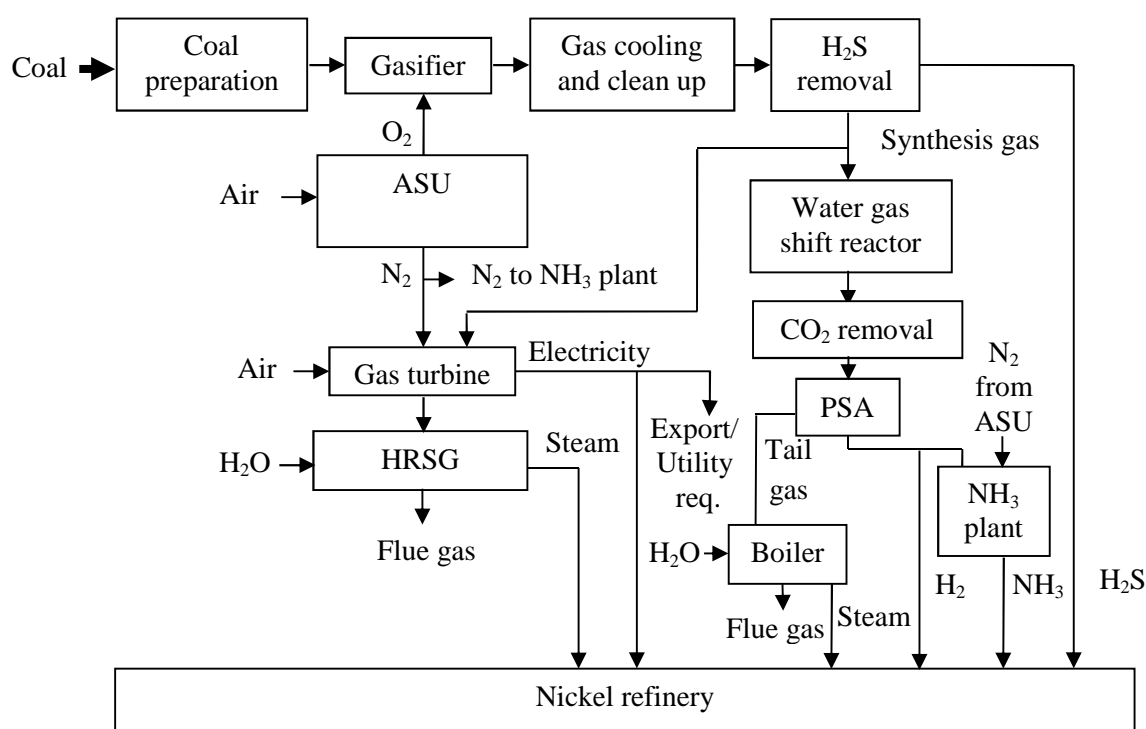 Coal
Coal
preparation
Gasifier
Gas cooling
and clean up
H₂S
removal
O₂
Synthesis gas
Air
ASU
Water gas
shift reactor
N₂
N₂ to NH₃ plant
CO₂ removal
Air
Gas turbine
Electricity
N₂
from
ASU
PSA
Export/
Utility
req.
H₂O
HRSG
Steam
Tail
gas
NH₃
plant
Flue gas
H₂O
Boiler
H₂
NH₃
H₂S
Flue gas
Steam
Nickel refinery